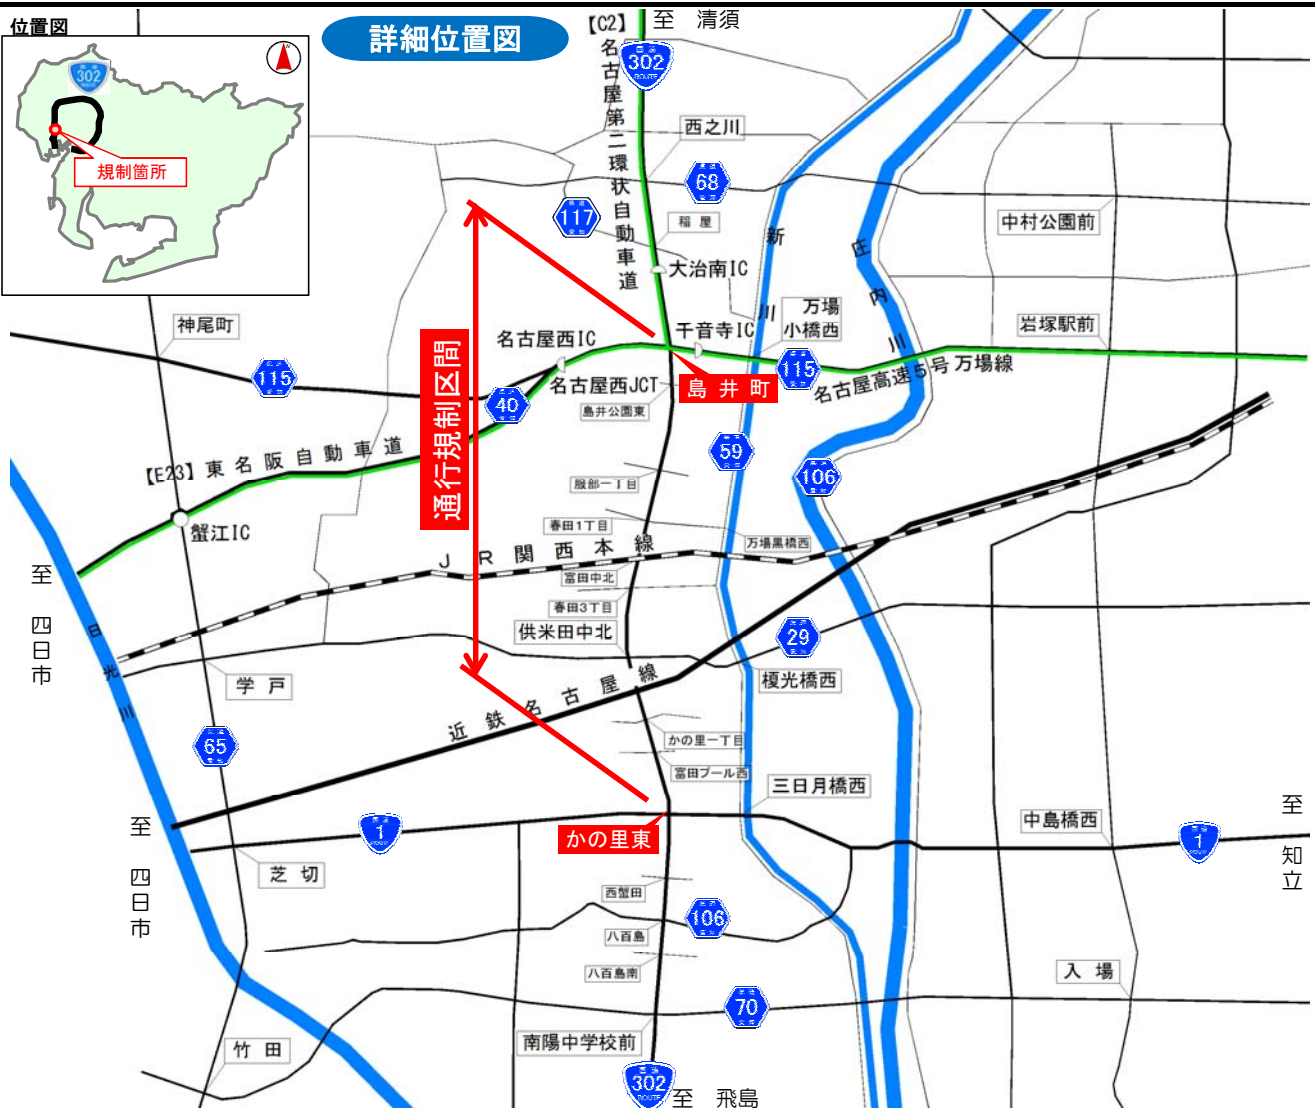 位置図
詳細位置図
N
302
規制箇所
【C2】
名古屋第二環状自動車道
至 清須
302
ROUTE
西之川
68
117
稲屋
大治南IC
中村公園前
新川
庄内川
神尾町
名古屋西IC
千音寺IC
万場
小橋西
岩塚駅前
115
40
名古屋西JCT
島井町
115
名古屋高速5号万場線
島井公園東
通行規制区間
【E23】東名阪自動車道
59
106
服部一丁目
蟹江IC
春田1丁目
万場黒橋西
JR関西本線
富田中北
春田3丁目
供米田中北
29
至 四日市
日光川
学戸
榎光橋西
近鉄名古屋線
65
かの里一丁目
富田プール西
三日月橋西
至 四日市
1
かの里東
中島橋西
1
至 知立
芝切
西蟹田
106
八百島
八百島南
入場
70
竹田
南陽中学校前
302
ROUTE
至 飛島